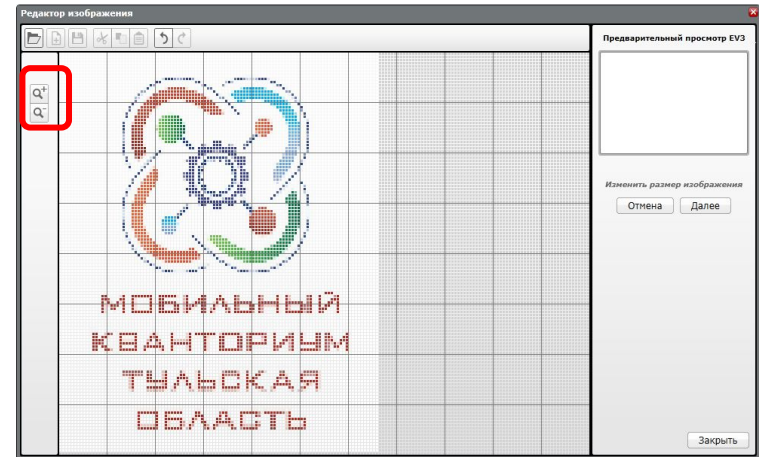 Редактор изображения
Предварительный просмотр EV3
Изменить размер изображения
Отмена Далее
МОБИЛЬНЫЙ
КВАНТОРИУМ
ТУЛЬСКАЯ
ОБЛАСТЬ
Закрыть